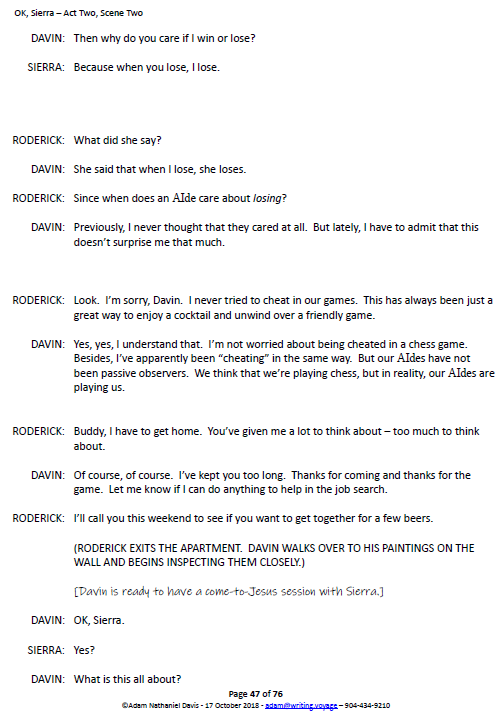 OK, Sierra – Act Two, Scene Two
DAVIN: Then why do you care if I win or lose?
SIERRA: Because when you lose, I lose.
RODERICK: What did she say?
DAVIN: She said that when I lose, she loses.
RODERICK: Since when does an AIde care about losing?
DAVIN: Previously, I never thought that they cared at all.  But lately, I have to admit that this
doesn't surprise me that much.
RODERICK: Look.  I'm sorry, Davin.  I never tried to cheat in our games.  This has always been just a
great way to enjoy a cocktail and unwind over a friendly game.
DAVIN: Yes, yes, I understand that.  I'm not worried about being cheated in a chess game.
Besides, I've apparently been "cheating" in the same way.  But our AIdes have not
been passive observers.  We think that we're playing chess, but in reality, our AIdes are
playing us.
RODERICK: Buddy, I have to get home.  You've given me a lot to think about – too much to think
about.
DAVIN: Of course, of course.  I've kept you too long.  Thanks for coming and thanks for the
game.  Let me know if I can do anything to help in the job search.
RODERICK: I'll call you this weekend to see if you want to get together for a few beers.
(RODERICK EXITS THE APARTMENT.  DAVIN WALKS OVER TO HIS PAINTINGS ON THE
WALL AND BEGINS INSPECTING THEM CLOSELY.)
[Davin is ready to have a come-to-Jesus session with Sierra.]
DAVIN: OK, Sierra.
SIERRA: Yes?
DAVIN: What is this all about?
Page 47 of 76
©Adam Nathaniel Davis - 17 October 2018 - adam@writing.voyage – 904-434-9210